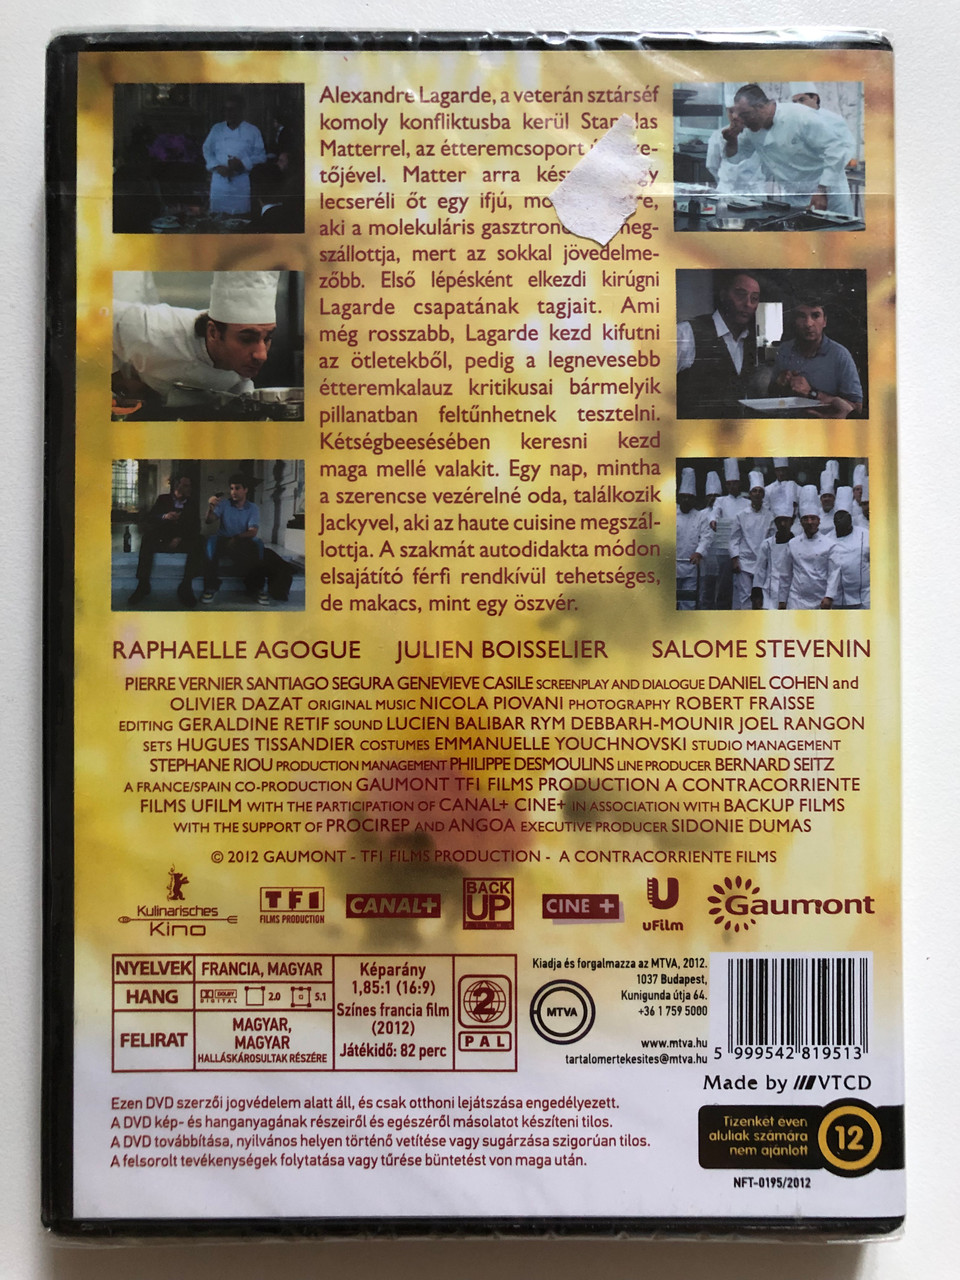 Alexandre Lagarde, a veterán sztárséf
komoly konfliktusba kerül Stanislas
Matterrel, az étteremcsoport
tőjével. Matter arra
lecseréli őt egy ifjú,
aki a molekuláris meg-
szállottja, mert az sokkal jövedelme-
zőbb. Első lépésként elkezdi kirúgni
Lagarde csapatának tagjait. Ami
még rosszabb, Lagarde kezd kifutni
az ötletekből, pedig a legnevesebb
étteremkalauz kritikusai bármelyik
pillanatban feltűnhetnek tesztelni.
Kétségbeesésében keresni kezd
maga mellé valakit. Egy nap, mintha
a szerencse vezérelné oda, találkozik
Jackyvel, aki az haute cuisine megszál-
lottja. A szakmát autodidakta módon
elsajátító férfi rendkívül tehetséges,
de makacs, mint egy öszvér.
RAPHAELLE AGOGUE JULIEN BOISSELIER SALOME STEVENIN
PIERRE VERNIER SANTIAGO SEGURA GENEVIEVE CASILE SCREENPLAY AND DIALOGUE DANIEL COHEN and
OLIVIER DAZAT ORIGINAL MUSIC NICOLA PIOVANI PHOTOGRAPHY ROBERT FRAISSE
EDITING GERALDINE RETIF SOUND LUCIEN BALIBAR RYM DEBBARH-MOUNIR JOEL RANGON
SETS HUGUES TISSANDIER COSTUMES EMMANUELLE YOUCHNOVSKI STUDIO MANAGEMENT
STEPHANE RIOU PRODUCTION MANAGEMENT PHILIPPE DESMOULINS LINE PRODUCER BERNARD SEITZ
A FRANCE/SPAIN CO-PRODUCTION GAUMONT TF1 FILMS PRODUCTION A CONTRACORRIENTE
FILMS UFILM WITH THE PARTICIPATION OF CANAL+ CINE+ IN ASSOCIATION WITH BACKUP FILMS
WITH THE SUPPORT OF PROCIREP AND ANGOA EXECUTIVE PRODUCER SIDONIE DUMAS
© 2012 GAUMONT - TF1 FILMS PRODUCTION - A CONTRACORRIENTE FILMS
Kulinarisches
Kino
TF1
FILMS PRODUCTION
CANAL+
BACK
UP
FILMS
CINE +
U
uFilm
Gaumont
NYELVEK FRANCIA, MAGYAR
HANG DOLBY DIGITAL 2.0 5.1
FELIRAT MAGYAR,
MAGYAR
HALLÁSKÁROSULTAK RÉSZÉRE
Képarány
1,85:1 (16:9)
Színes francia film
(2012)
Játékidő: 82 perc
2
PAL
Kiadja és forgalmazza az MTVA, 2012.
1037 Budapest,
Kunigunda útja 64.
+36 1 759 5000
MTVA
www.mtva.hu
tartalomertekesites@mtva.hu
5 999542 819513
Made by VTCD
Ezen DVD szerzői jogvédelem alatt áll, és csak otthoni lejátszása engedélyezett.
A DVD kép- és hanganyagának részeiről és egészéről másolatot készíteni tilos.
A DVD továbbítása, nyilvános helyen történő vetítése vagy sugárzása szigorúan tilos.
A felsorolt tevékenységek folytatása vagy tűrése büntetést von maga után.
Tizenkét éven
aluliak számára
nem ajánlott
12
NFT-0195/2012